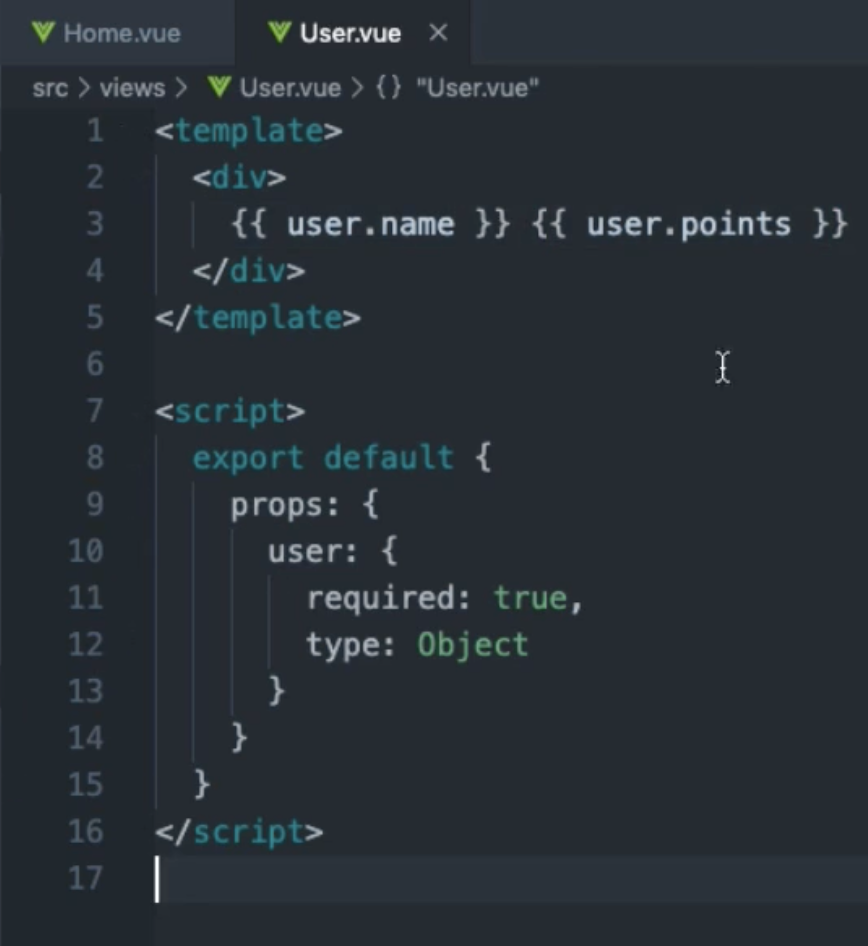 Home.vue User.vue ×
src > views > User.vue > {} "User.vue"
1 <template>
2   <div>
3     {{ user.name }} {{ user.points }}
4   </div>
5 </template>
6
7 <script>
8   export default {
9     props: {
10       user: {
11         required: true,
12         type: Object
13       }
14     }
15   }
16 </script>
17